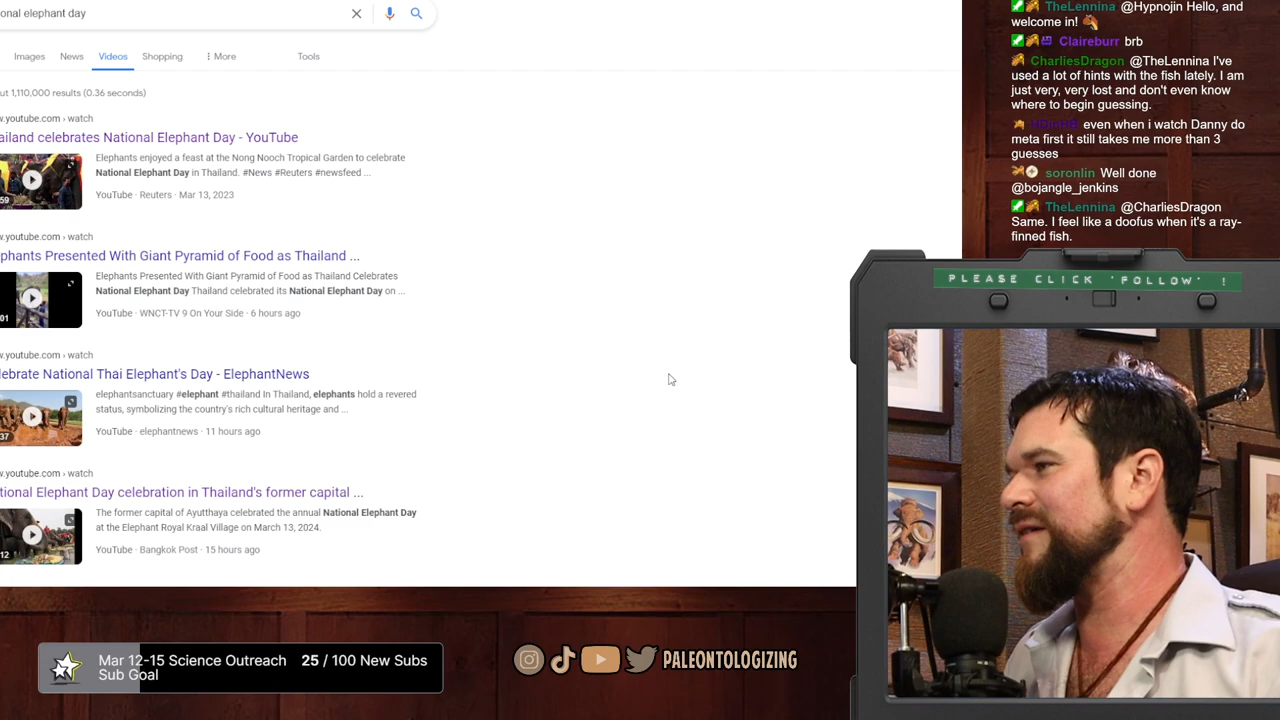 onal elephant day
Images News Videos Shopping More Tools
ut 1,110,000 results (0.36 seconds)
w.youtube.com › watch
ailand celebrates National Elephant Day - YouTube
Elephants enjoyed a feast at the Nong Nooch Tropical Garden to celebrate
National Elephant Day in Thailand. #News #Reuters #newsfeed ...
59
YouTube · Reuters · Mar 13, 2023
w.youtube.com › watch
phants Presented With Giant Pyramid of Food as Thailand ...
Elephants Presented With Giant Pyramid of Food as Thailand Celebrates
National Elephant Day Thailand celebrated its National Elephant Day on ...
01
YouTube · WNCT-TV 9 On Your Side · 6 hours ago
w.youtube.com › watch
lebrate National Thai Elephant's Day - ElephantNews
elephantsanctuary #elephant #thailand In Thailand, elephants hold a revered
status, symbolizing the country's rich cultural heritage and ...
37
YouTube · elephantnews · 11 hours ago
w.youtube.com › watch
tional Elephant Day celebration in Thailand's former capital ...
The former capital of Ayutthaya celebrated the annual National Elephant Day
at the Elephant Royal Kraal Village on March 13, 2024.
12
YouTube · Bangkok Post · 15 hours ago
TheLennina @Hypnojin Hello, and
welcome in!
Claireburr brb
CharliesDragon @TheLennina I've
used a lot of hints with the fish lately. I am
just very, very lost and don't even know
where to begin guessing.
even when i watch Danny do
meta first it still takes me more than 3
guesses
soronlin Well done
@bojangle_jenkins
TheLennina @CharliesDragon
Same. I feel like a doofus when it's a ray-
finned fish.
PLEASE CLICK 'FOLLOW' !
Mar 12-15 Science Outreach 25 / 100 New Subs
Sub Goal
PALEONTOLOGIZING